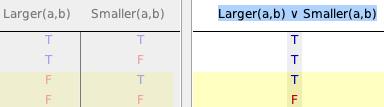 Larger(a,b) Smaller(a,b) Larger(a,b) ∨ Smaller(a,b)
T T T
T F T
F T T
F F F